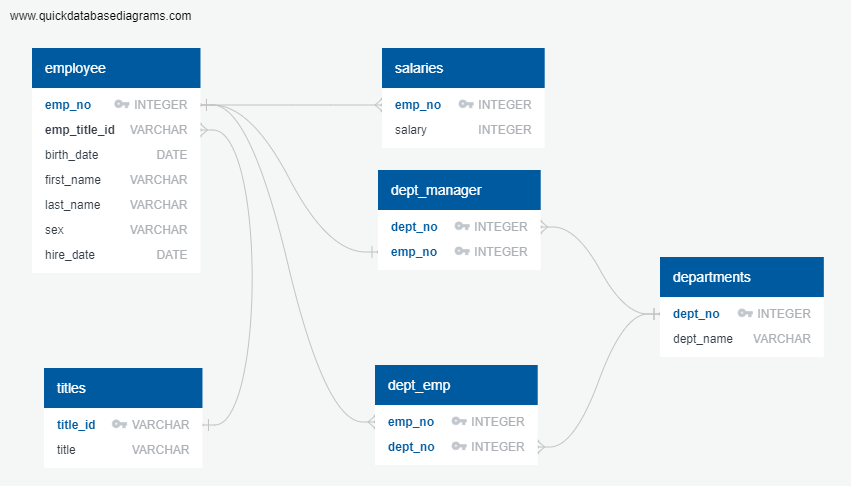 www.quickdatabasediagrams.com
employee
emp_no INTEGER
emp_title_id VARCHAR
birth_date DATE
first_name VARCHAR
last_name VARCHAR
sex VARCHAR
hire_date DATE
salaries
emp_no INTEGER
salary INTEGER
dept_manager
dept_no INTEGER
emp_no INTEGER
departments
dept_no INTEGER
dept_name VARCHAR
titles
title_id VARCHAR
title VARCHAR
dept_emp
emp_no INTEGER
dept_no INTEGER